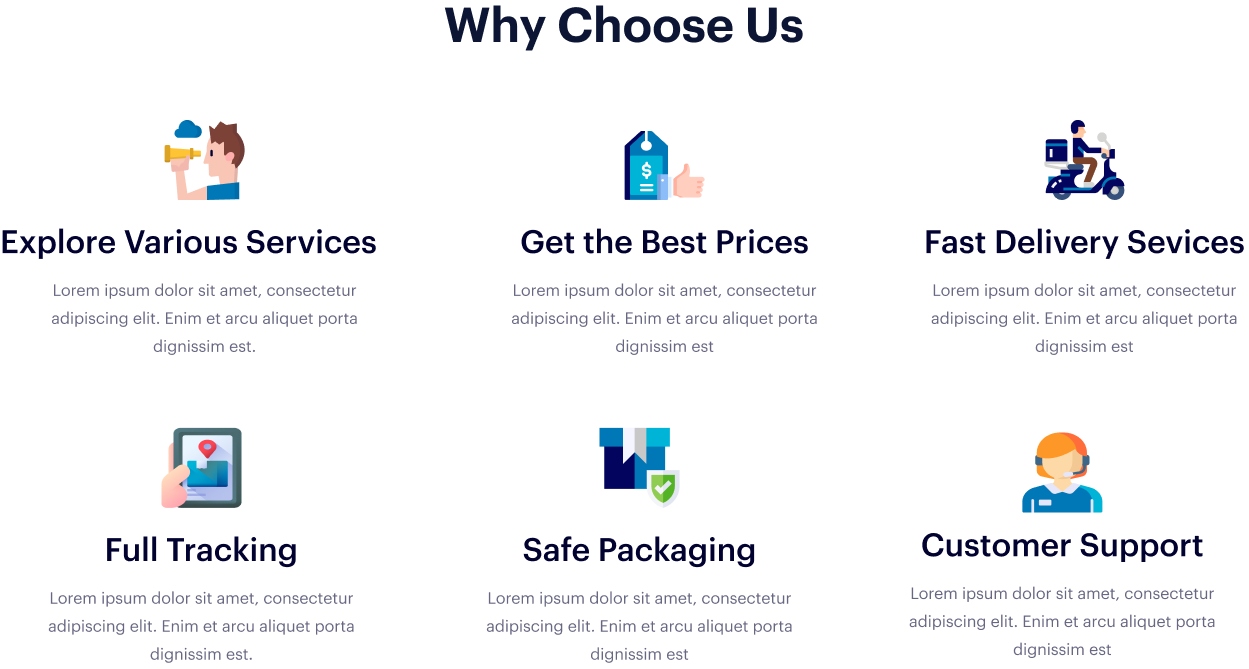 Why Choose Us
$
Explore Various Services
Lorem ipsum dolor sit amet, consectetur
adipiscing elit. Enim et arcu aliquet porta
dignissim est.
Get the Best Prices
Lorem ipsum dolor sit amet, consectetur
adipiscing elit. Enim et arcu aliquet porta
dignissim est
Fast Delivery Sevices
Lorem ipsum dolor sit amet, consectetur
adipiscing elit. Enim et arcu aliquet porta
dignissim est
Full Tracking
Lorem ipsum dolor sit amet, consectetur
adipiscing elit. Enim et arcu aliquet porta
dignissim est.
Safe Packaging
Lorem ipsum dolor sit amet, consectetur
adipiscing elit. Enim et arcu aliquet porta
dignissim est
Customer Support
Lorem ipsum dolor sit amet, consectetur
adipiscing elit. Enim et arcu aliquet porta
dignissim est